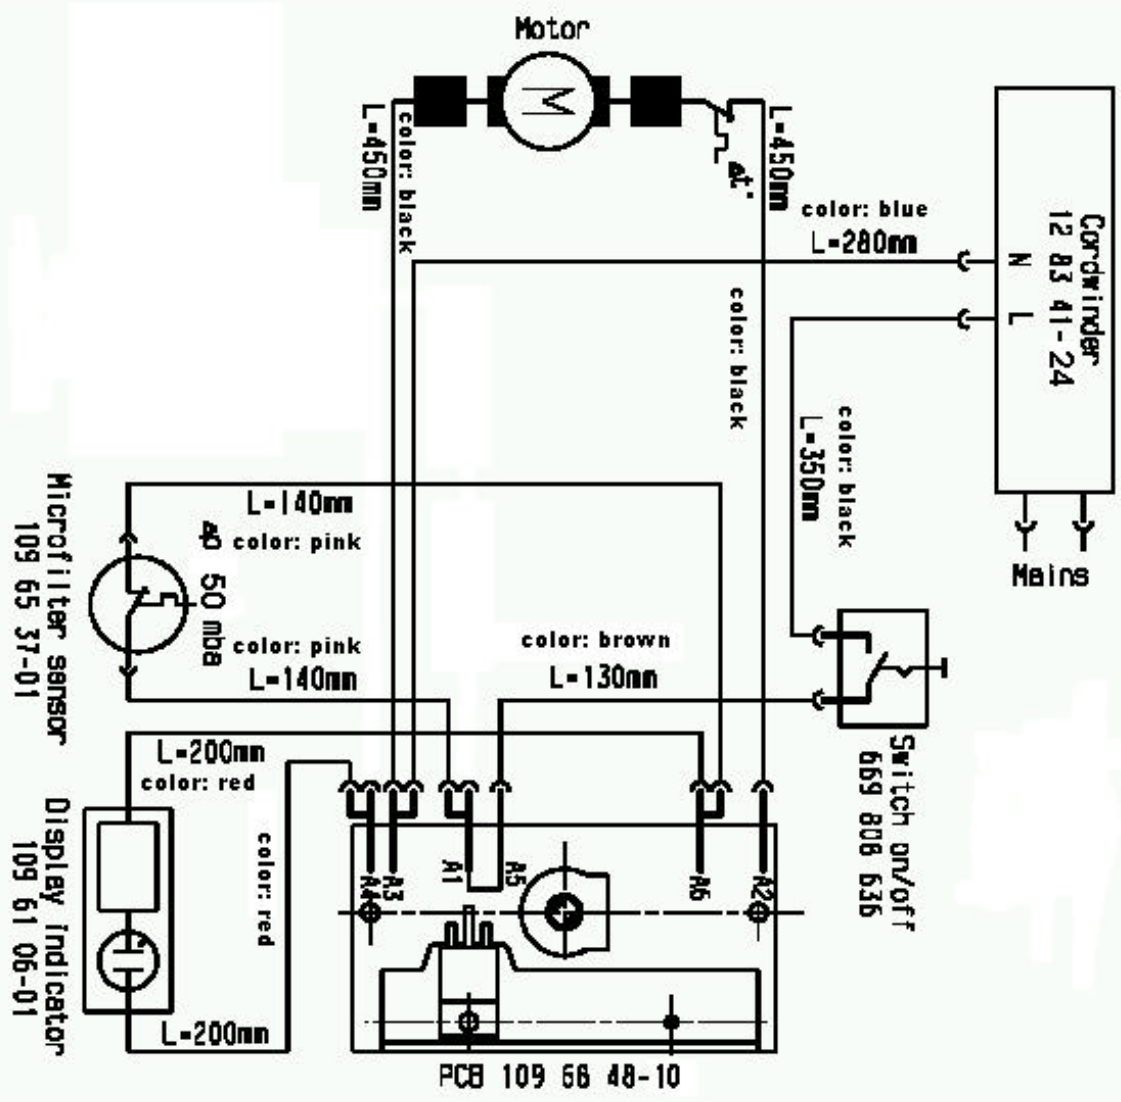 Motor
M
L=450mm
color: black
L=450mm
Δt°
color: blue
L=280mm
N
L
Cordwinder
12 83 41-24
color: black
color: black
L=350mm
Mains
L=140mm
color: pink
40 50 mba
color: pink
L=140mm
Microfilter sensor
109 65 37-01
color: brown
L=130mm
Switch on/off
669 808 636
L=200mm
color: red
color: red
L=200mm
Display indicator
109 61 06-01
A4
A3
A1
A5
A6
A2
PCB 109 66 48-10